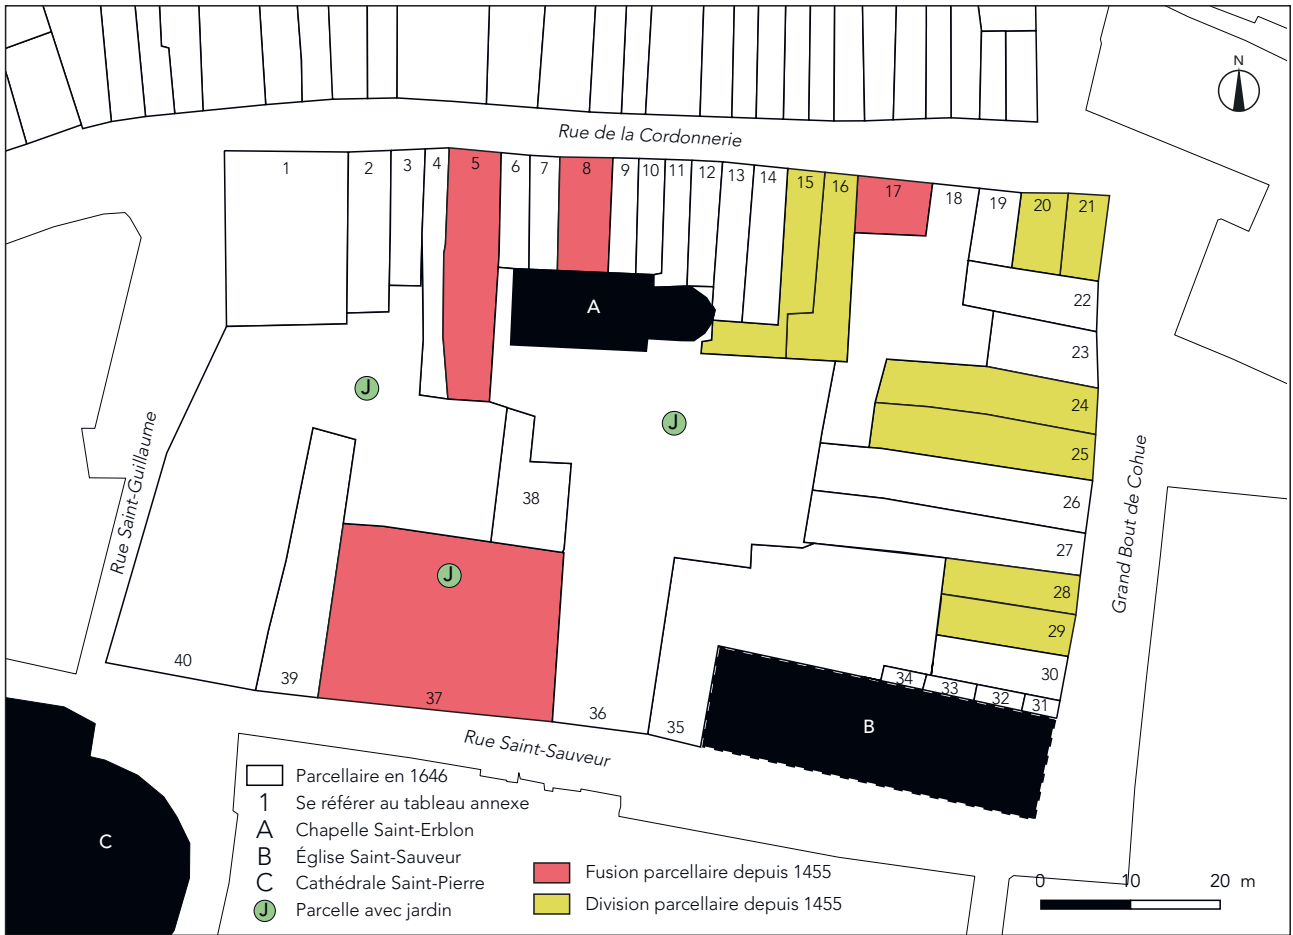 N
Rue de la Cordonnerie
1
2
3
4
5
6
7
8
9
10
11
12
13
14
15
16
17
18
19
20
21
22
23
24
25
26
27
28
29
30
31
32
33
34
35
36
37
38
39
40
A
B
C
J
J
J
Rue Saint-Guillaume
Grand Bout de Cohue
Rue Saint-Sauveur
Parcellaire en 1646
1 Se référer au tableau annexe
A Chapelle Saint-Erblon
B Église Saint-Sauveur
C Cathédrale Saint-Pierre
J Parcelle avec jardin
Fusion parcellaire depuis 1455
Division parcellaire depuis 1455
0 10 20 m